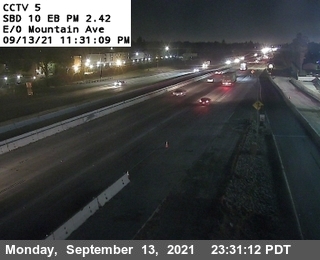 CCTV 5
SBD 10 EB PM 2.42
E/O Mountain Ave
09/13/21 11:31:09 PM
Monday, September 13, 2021 23:31:12 PDT